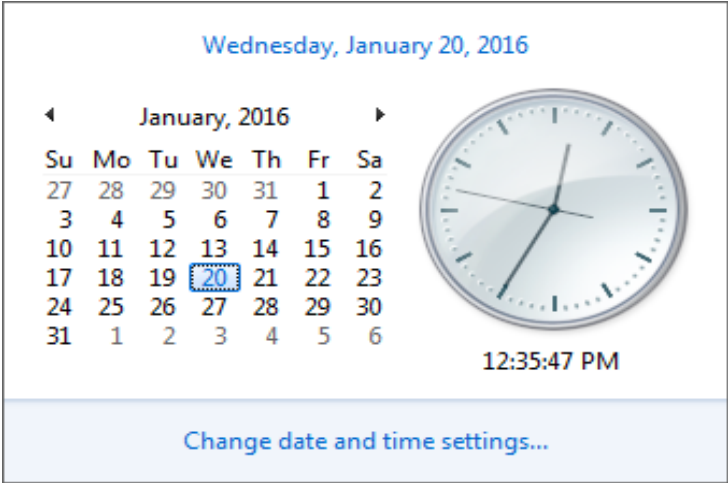 Wednesday, January 20, 2016
January, 2016
Su Mo Tu We Th Fr Sa
27 28 29 30 31 1 2
3 4 5 6 7 8 9
10 11 12 13 14 15 16
17 18 19 20 21 22 23
24 25 26 27 28 29 30
31 1 2 3 4 5 6
12:35:47 PM
Change date and time settings...